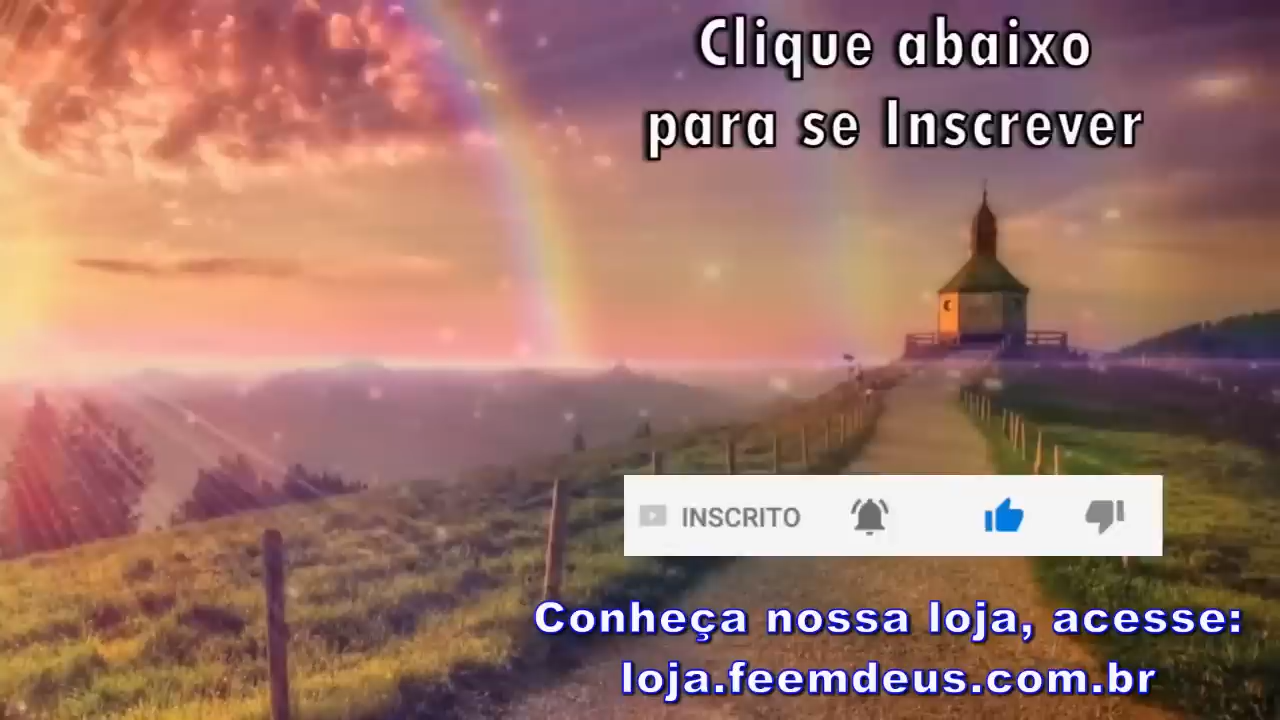 Clique abaixo
para se Inscrever
INSCRITO
Conheça nossa loja, acesse:
loja.feemdeus.com.br